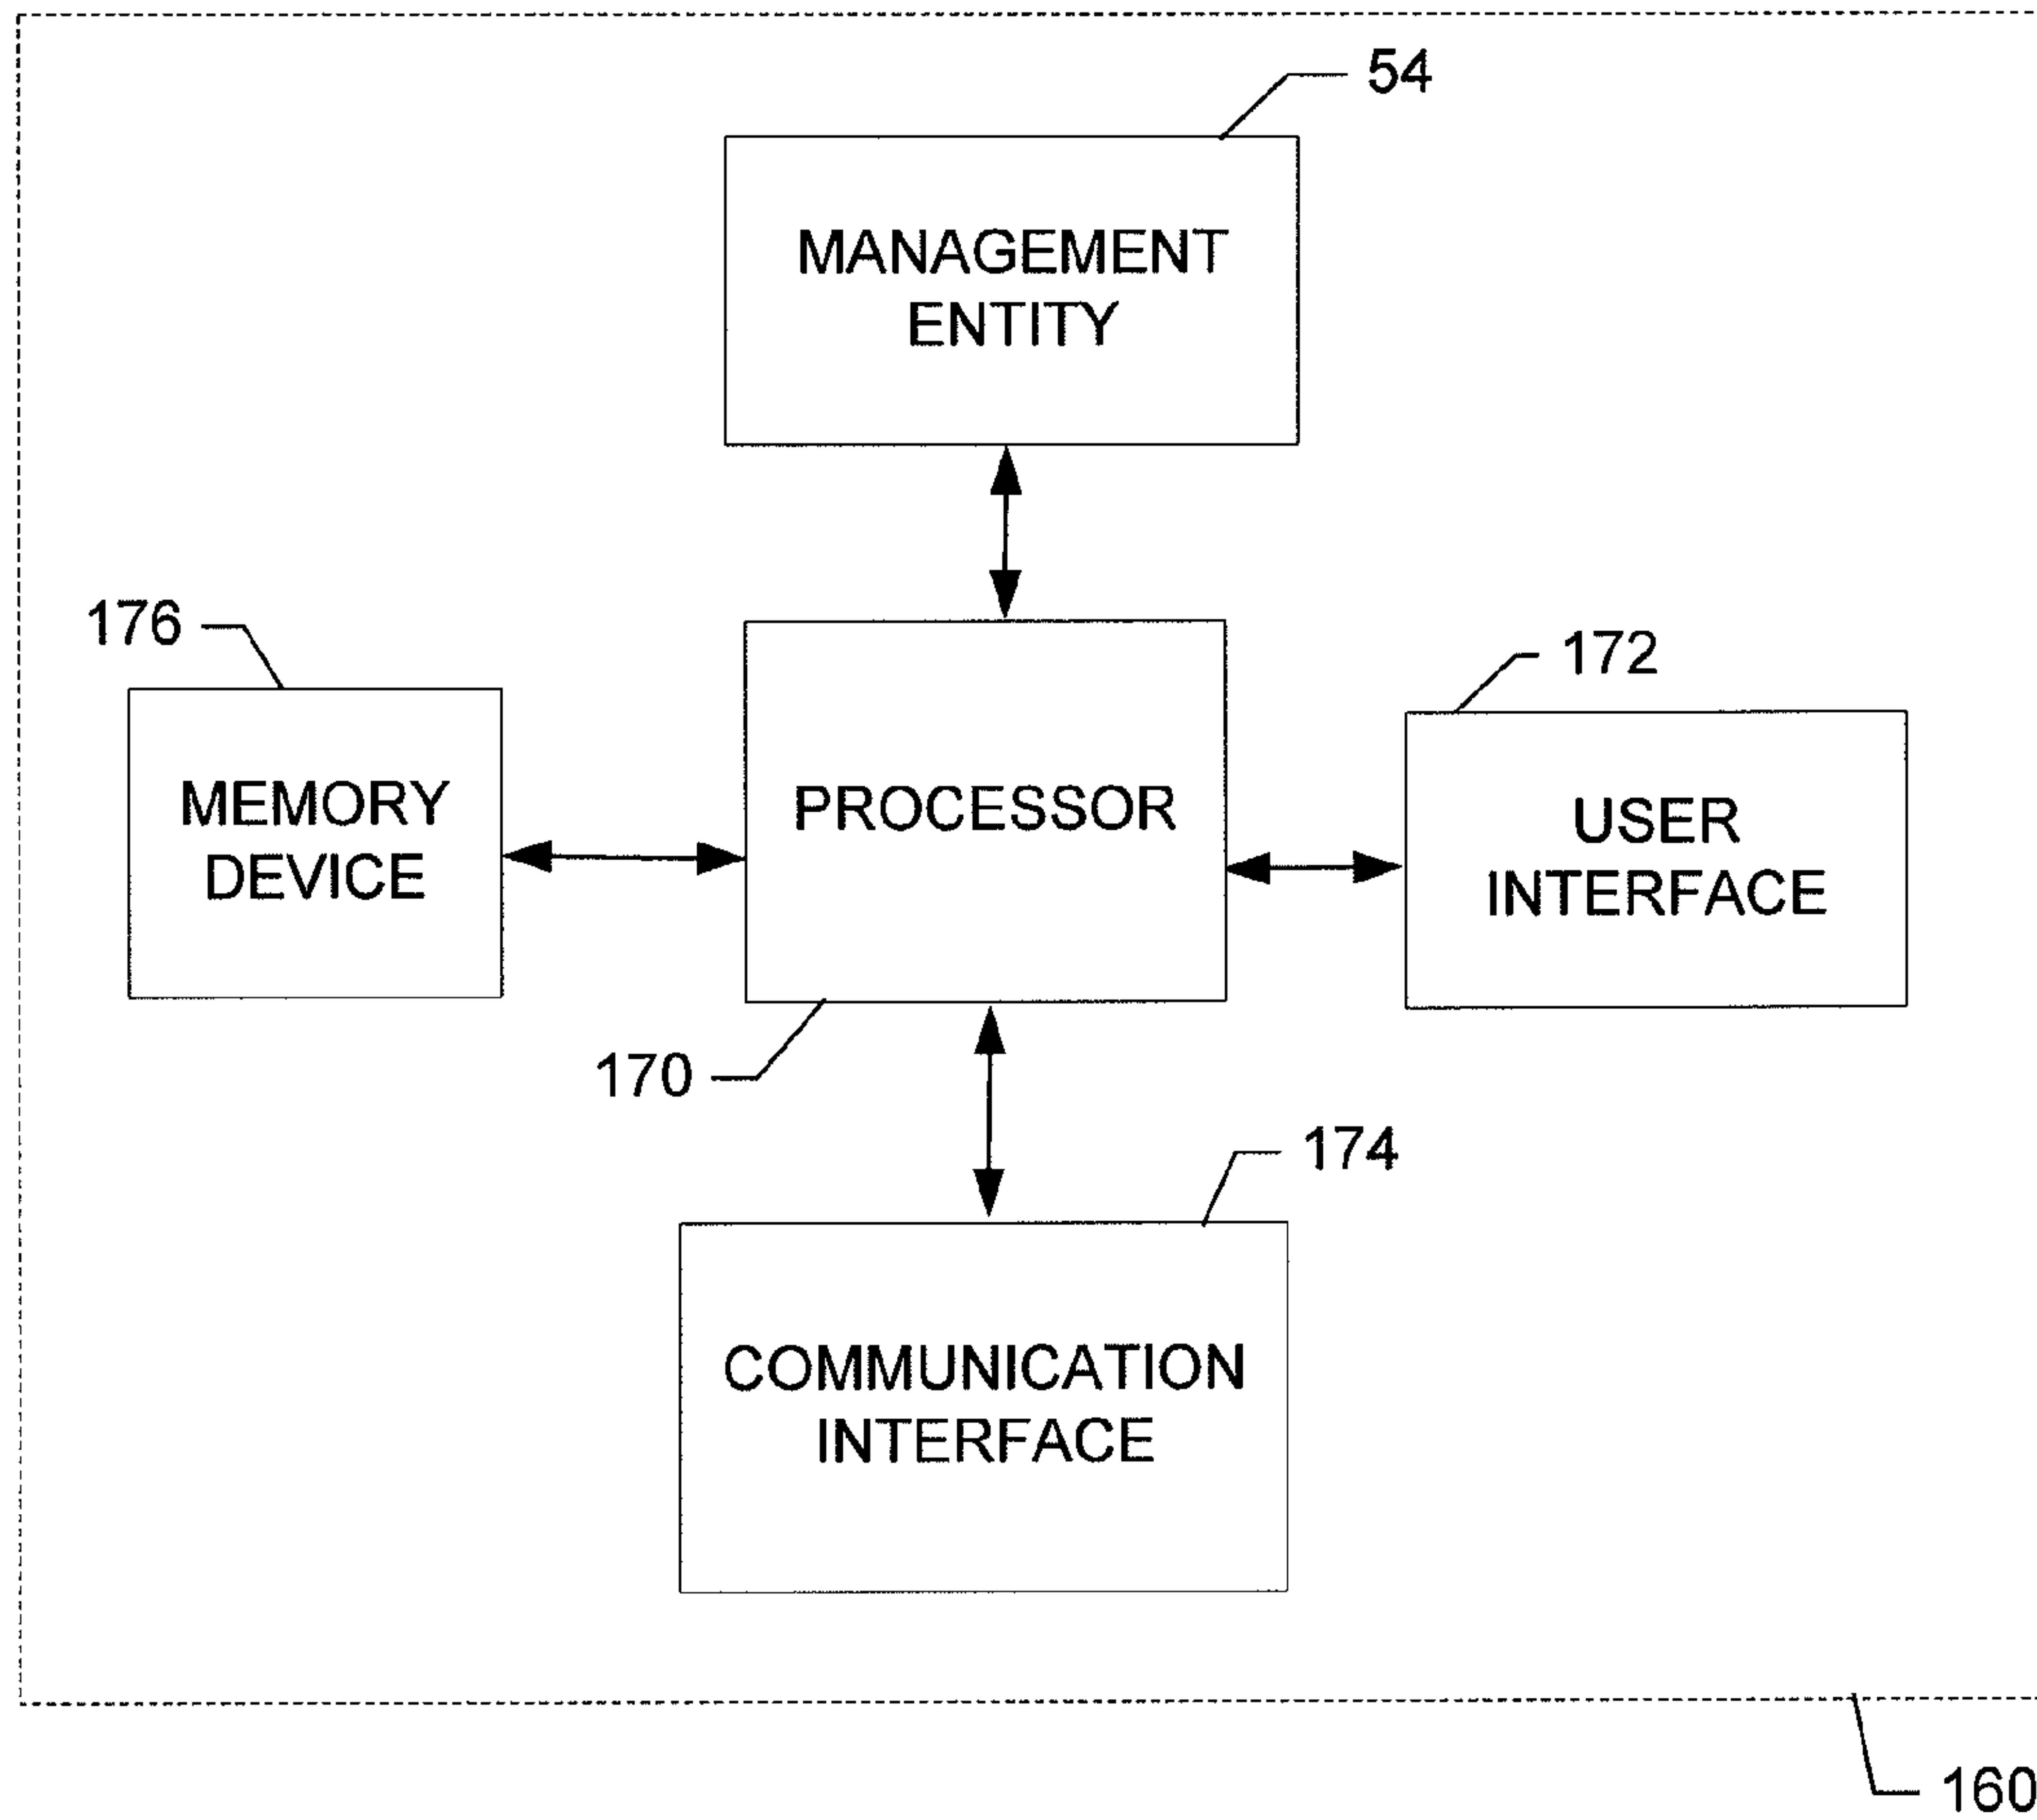 54
MANAGEMENT
ENTITY
176
172
MEMORY
DEVICE
PROCESSOR
USER
INTERFACE
170
174
COMMUNICATION
INTERFACE
160